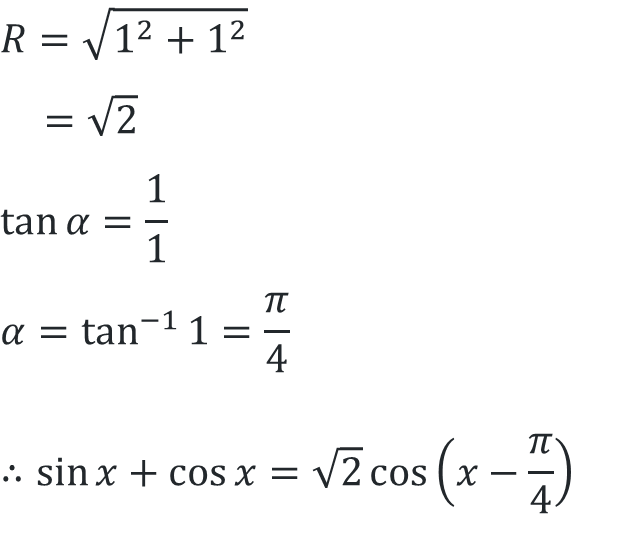 R = √(1² + 1²)
= √2
tan α = 1/1
α = tan⁻¹ 1 = π/4
∴ sin x + cos x = √2 cos (x − π/4)